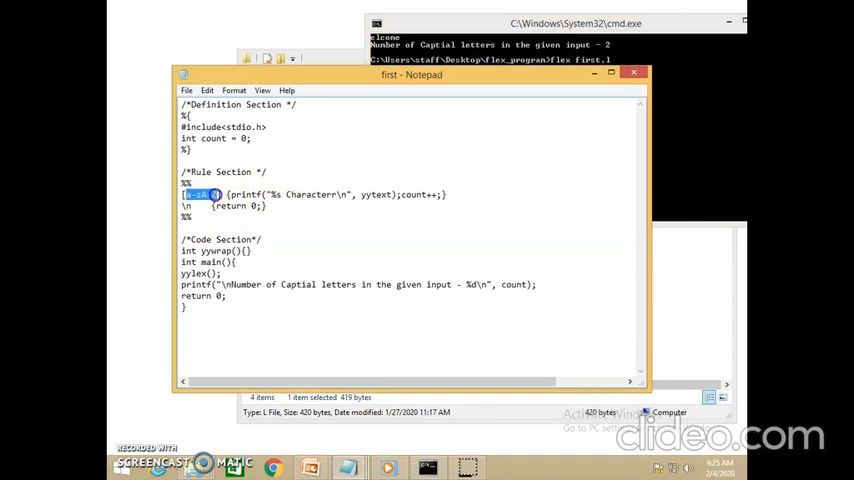 C:\Windows\System32\cmd.exe
elcome
Number of Captial letters in the given input - 2
C:\Users\staff\Desktop\flex_program>flex first.l
first - Notepad
File Edit Format View Help
/*Definition Section */
%{
#include<stdio.h>
int count = 0;
%}
/*Rule Section */
%%
{printf("%s Characterr\n", yytext);count++;}
\n {return 0;}
%%
/*Code Section*/
int yywrap(){}
int main(){
yylex();
printf("\nNumber of Captial letters in the given input - %d\n", count);
return 0;
}
4 items 1 item selected 419 bytes
Type: L File, Size: 420 bytes, Date modified: 1/27/2020 11:17 AM
420 bytes
Computer
Go to PC
clideo.com
RECORDED WITH
SCREENCAST MATIC
9:25 AM
2/4/2020